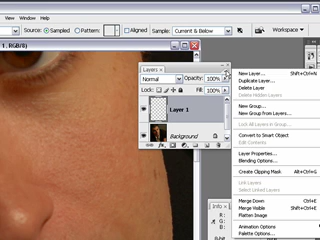 Window Help
Source: Sampled Pattern: Aligned Sample: Current & Below Workspace
1, RGB/8)
Layers ×
Normal Opacity: 100%
Lock: Fill: 100%
Layer 1
Background
New Layer... Shift+Ctrl+N
Duplicate Layer...
Delete Layer
Delete Hidden Layers
New Group...
New Group from Layers...
Lock All Layers in Group...
Convert to Smart Object
Edit Contents
Layer Properties...
Blending Options...
Create Clipping Mask Alt+Ctrl+G
Link Layers
Select Linked Layers
Merge Down Ctrl+E
Merge Visible Shift+Ctrl+E
Flatten Image
Animation Options
Palette Options...
Info ×
R:
G:
B: